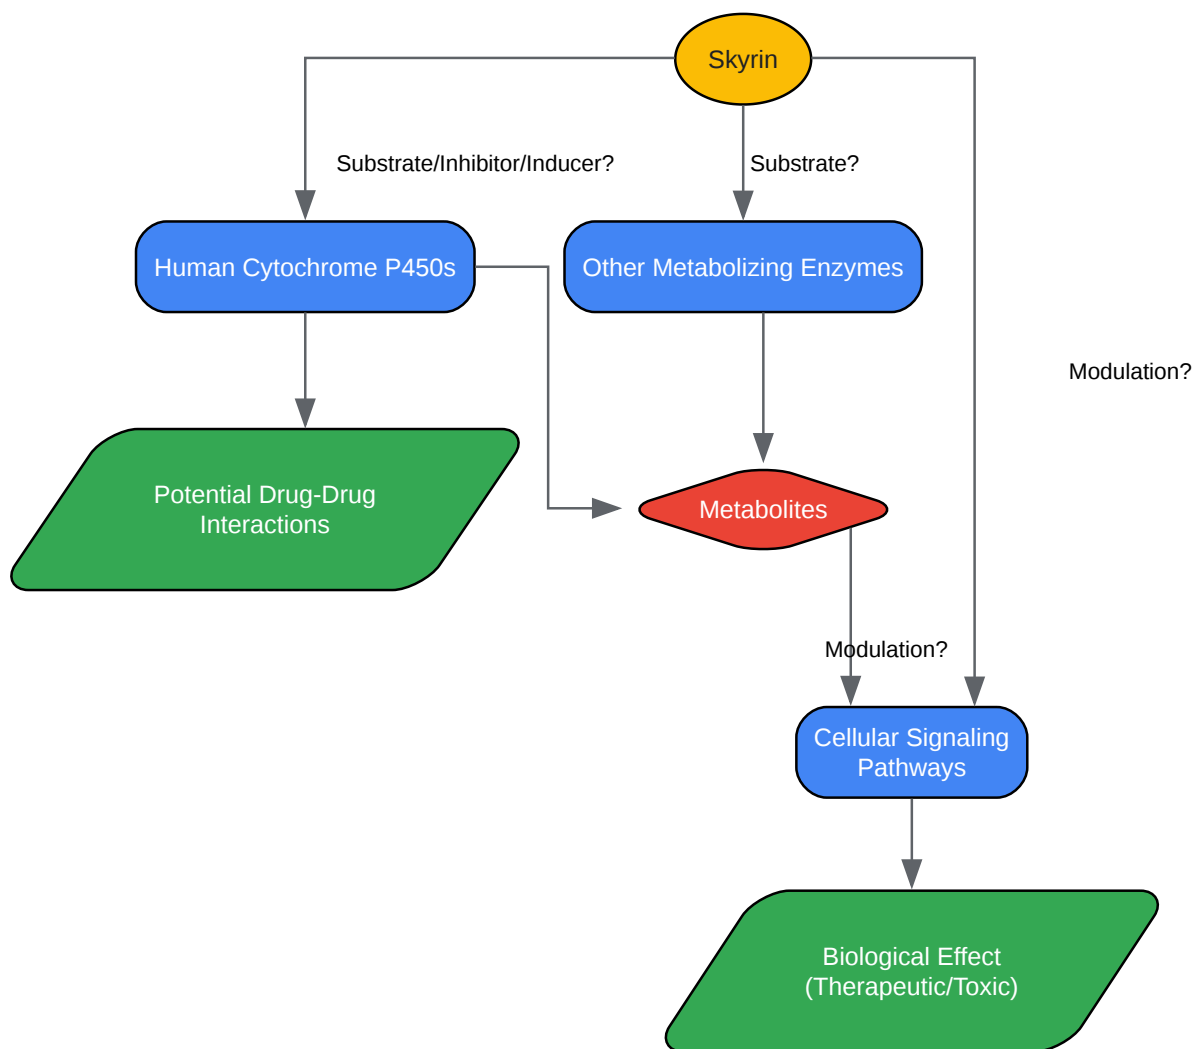 Skyrin
Substrate/Inhibitor/Inducer?
Substrate?
Human Cytochrome P450s
Other Metabolizing Enzymes
Modulation?
Potential Drug-Drug
Interactions
Metabolites
Modulation?
Cellular Signaling
Pathways
Biological Effect
(Therapeutic/Toxic)